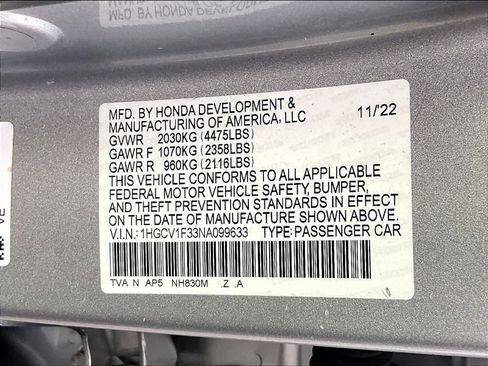 MFD. BY HONDA DEVELOPMENT & 11/22
MANUFACTURING OF AMERICA, LLC
GVWR 2030KG (4475LBS)
GAWR F 1070KG (2358LBS)
GAWR R 960KG (2116LBS)
THIS VEHICLE CONFORMS TO ALL APPLICABLE
FEDERAL MOTOR VEHICLE SAFETY, BUMPER,
AND THEFT PREVENTION STANDARDS IN EFFECT
ON THE DATE OF MANUFACTURE SHOWN ABOVE.
V.I.N.: 1HGCV1F33NA099633 TYPE: PASSENGER CAR
TVA N AP5 NH830M .Z .A
VE